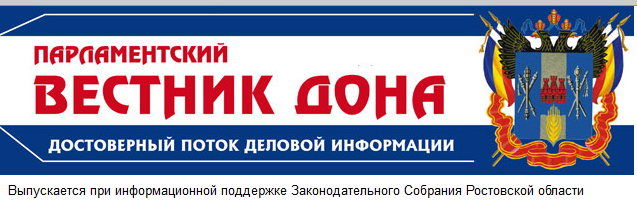 ПАРЛАМЕНТСКИЙ
ВЕСТНИК ДОНА
ДОСТОВЕРНЫЙ ПОТОК ДЕЛОВОЙ ИНФОРМАЦИИ
Выпускается при информационной поддержке Законодательного Собрания Ростовской области